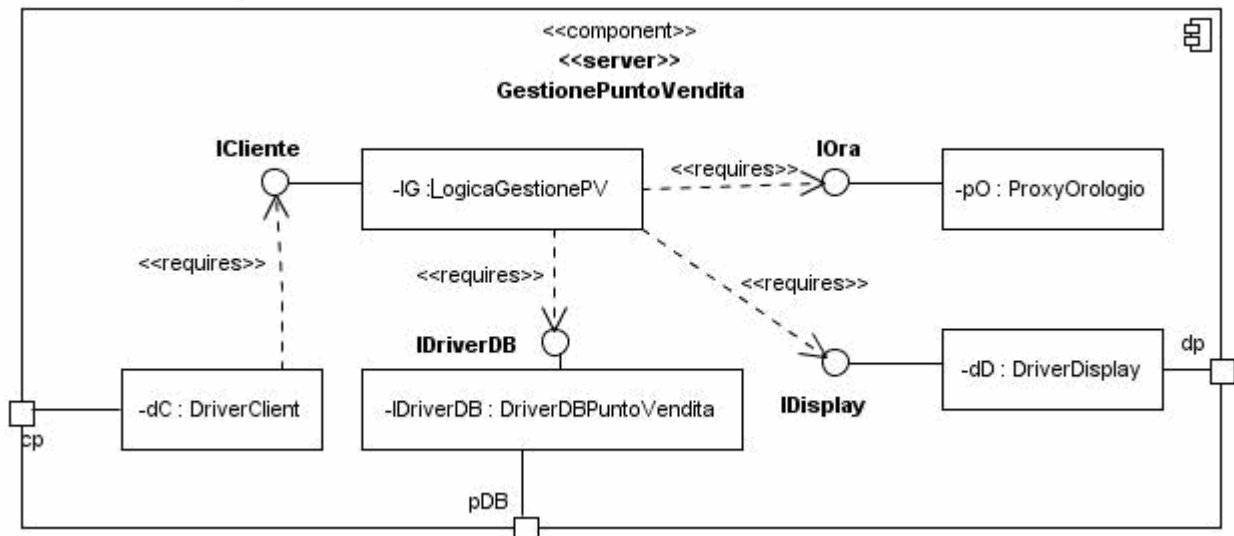 <<component>>
<<server>>
GestionePuntoVendita
ICliente
-lG :LogicaGestionePV
<<requires>>
IOra
-pO : ProxyOrologio
<<requires>>
<<requires>>
<<requires>>
IDriverDB
IDisplay
-dD : DriverDisplay
dp
-dC : DriverClient
-IDriverDB : DriverDBPuntoVendita
cp
pDB